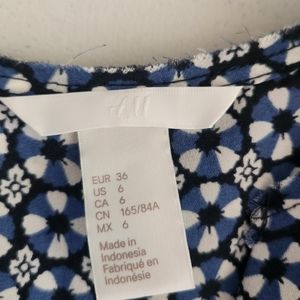 EUR 36
US 6
CA 6
CN 165/84A
MX 6
Made in
Indonesia
Fabriqué en
Indonésie